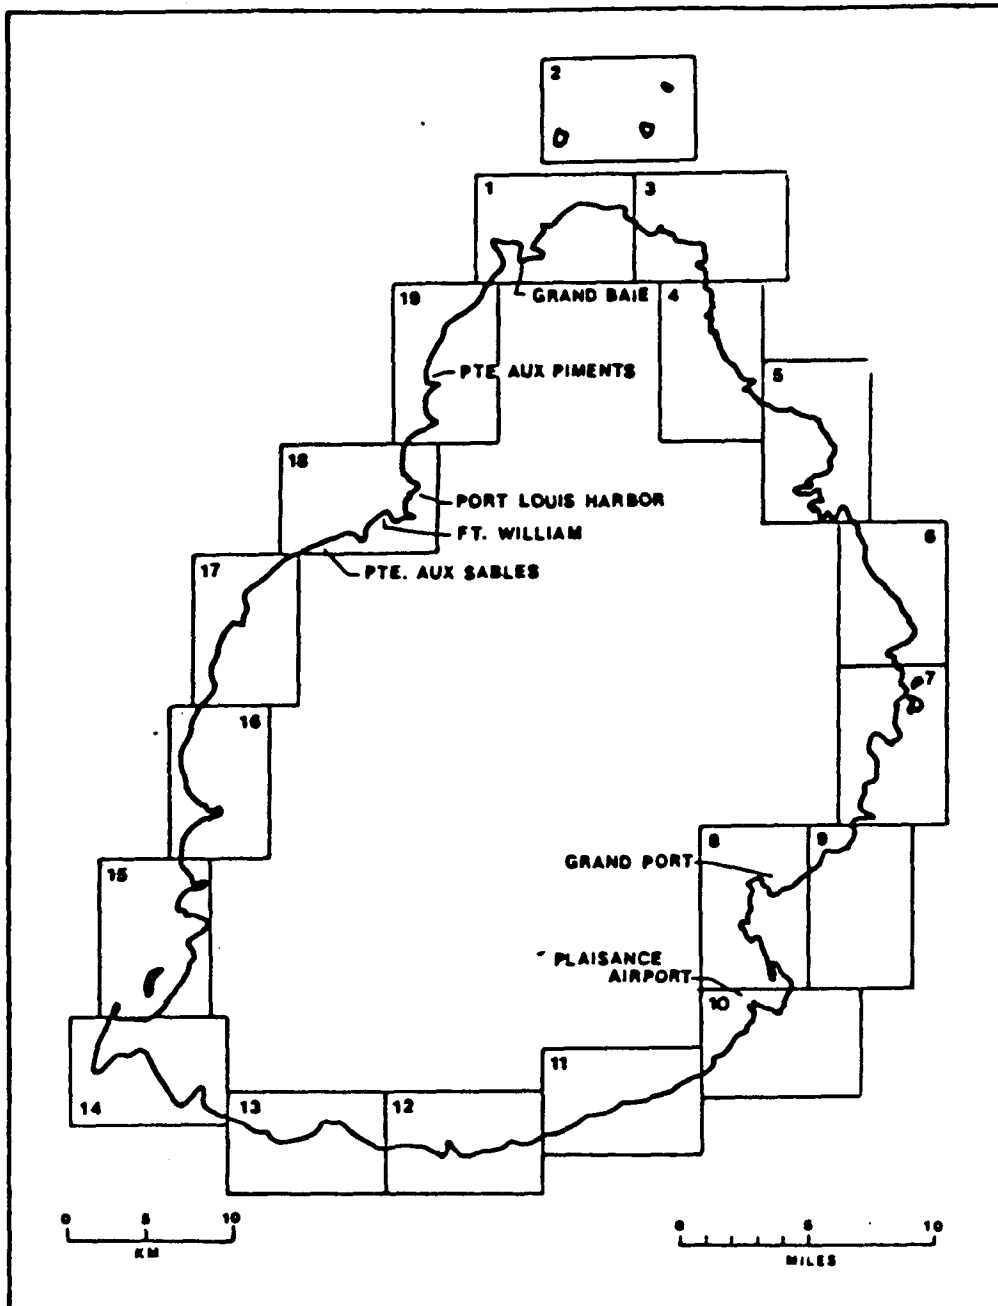 2
1
3
GRAND BAIE
19
4
PTE AUX PIMENTS
5
18
PORT LOUIS HARBOR
FT. WILLIAM
6
PTE. AUX SABLES
17
7
16
8
9
GRAND PORT
15
PLAISANCE
AIRPORT
10
11
14
13
12
0 5 10
KM
0 5 10
MILES